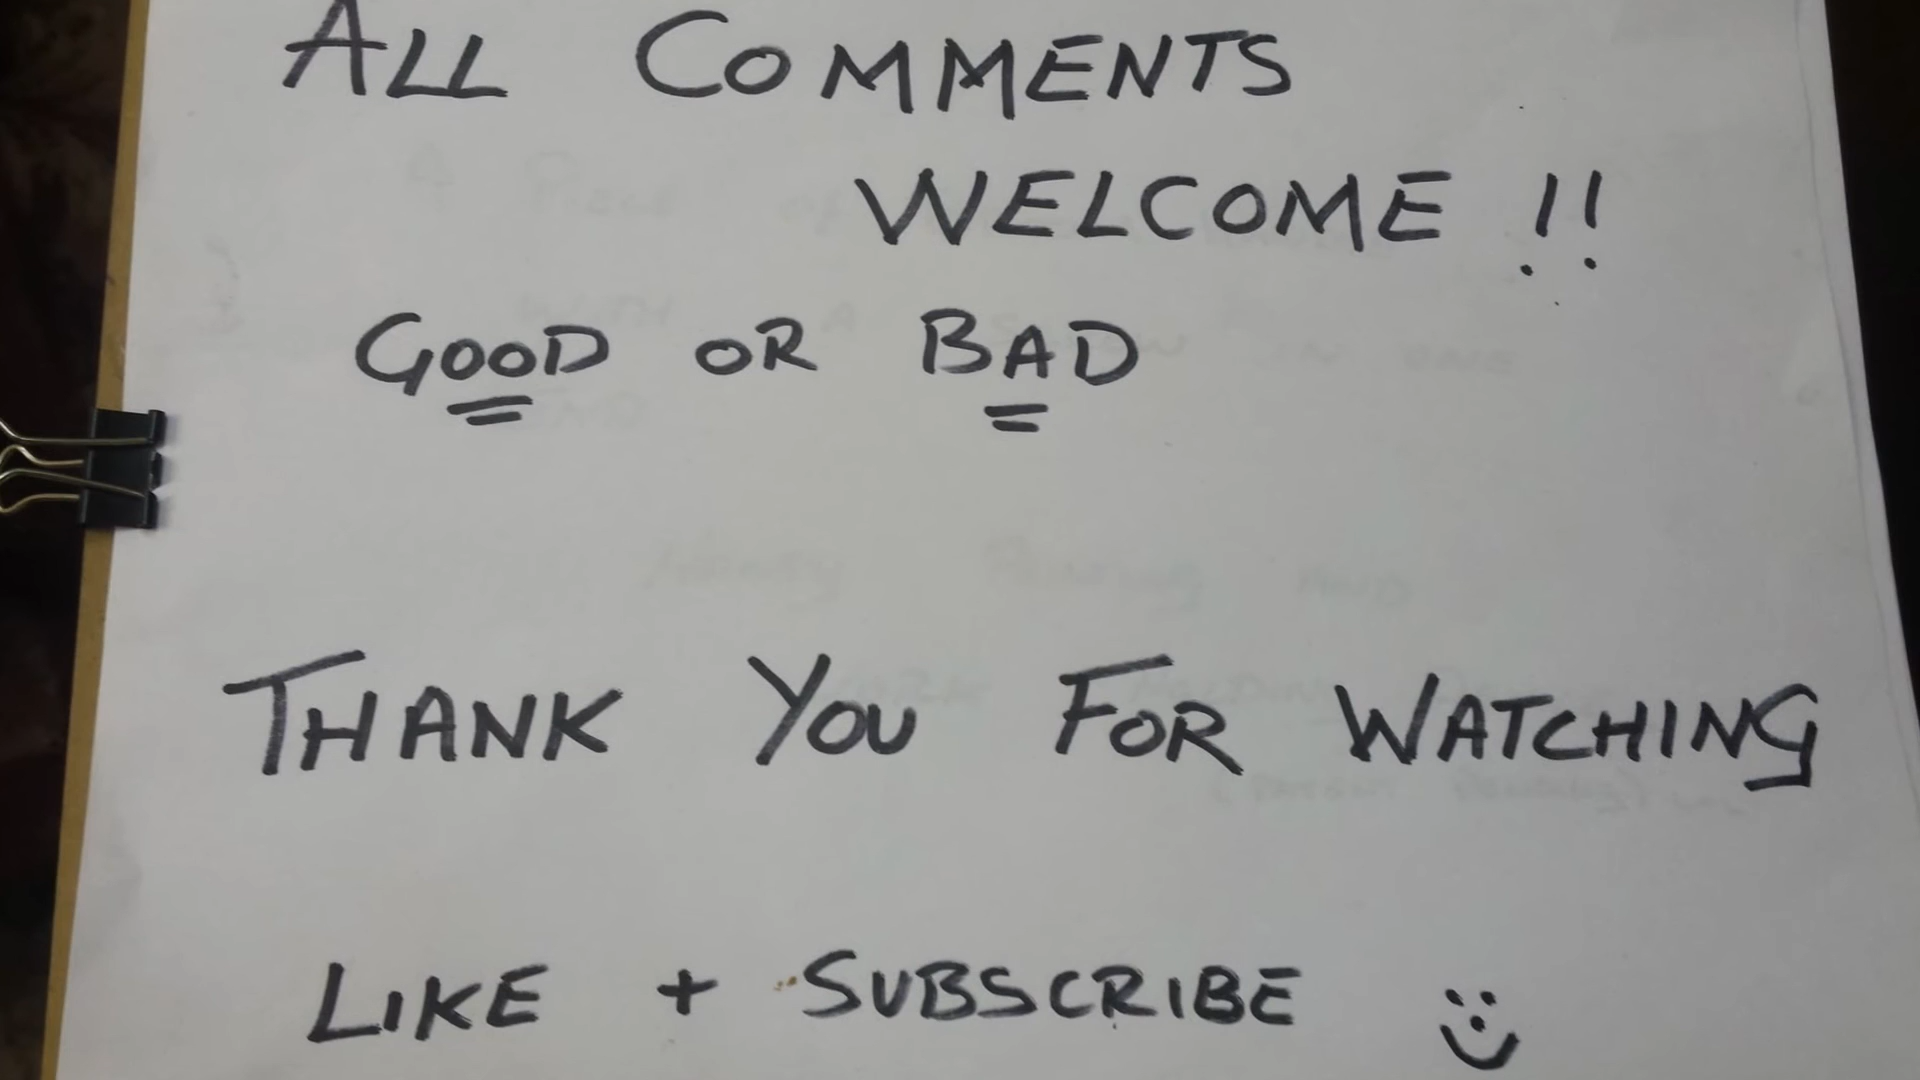 ALL COMMENTS
WELCOME !!
GOOD OR BAD
THANK YOU FOR WATCHING
LIKE + SUBSCRIBE